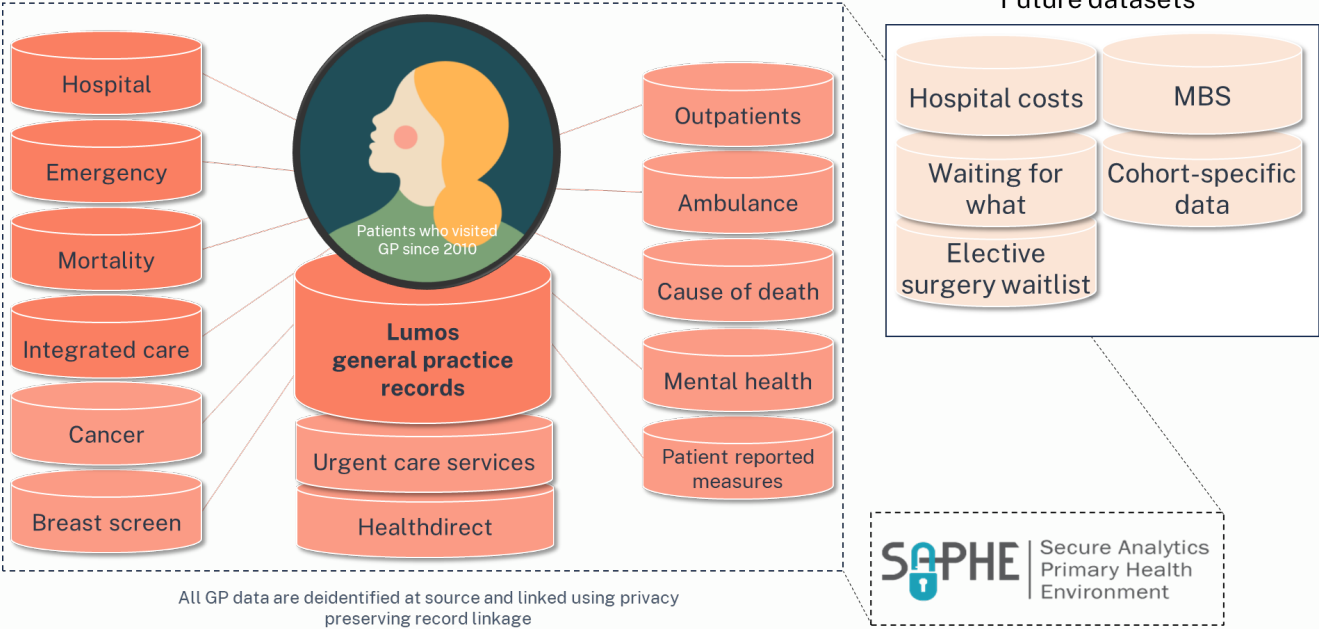 Future datasets
Hospital
Emergency
Mortality
Integrated care
Cancer
Breast screen
Patients who visited
GP since 2010
Lumos
general practice
records
Urgent care services
Healthdirect
Outpatients
Ambulance
Cause of death
Mental health
Patient reported
measures
Hospital costs
MBS
Waiting for
what
Cohort-specific
data
Elective
surgery waitlist
SAPHE
Secure Analytics
Primary Health
Environment
All GP data are deidentified at source and linked using privacy
preserving record linkage